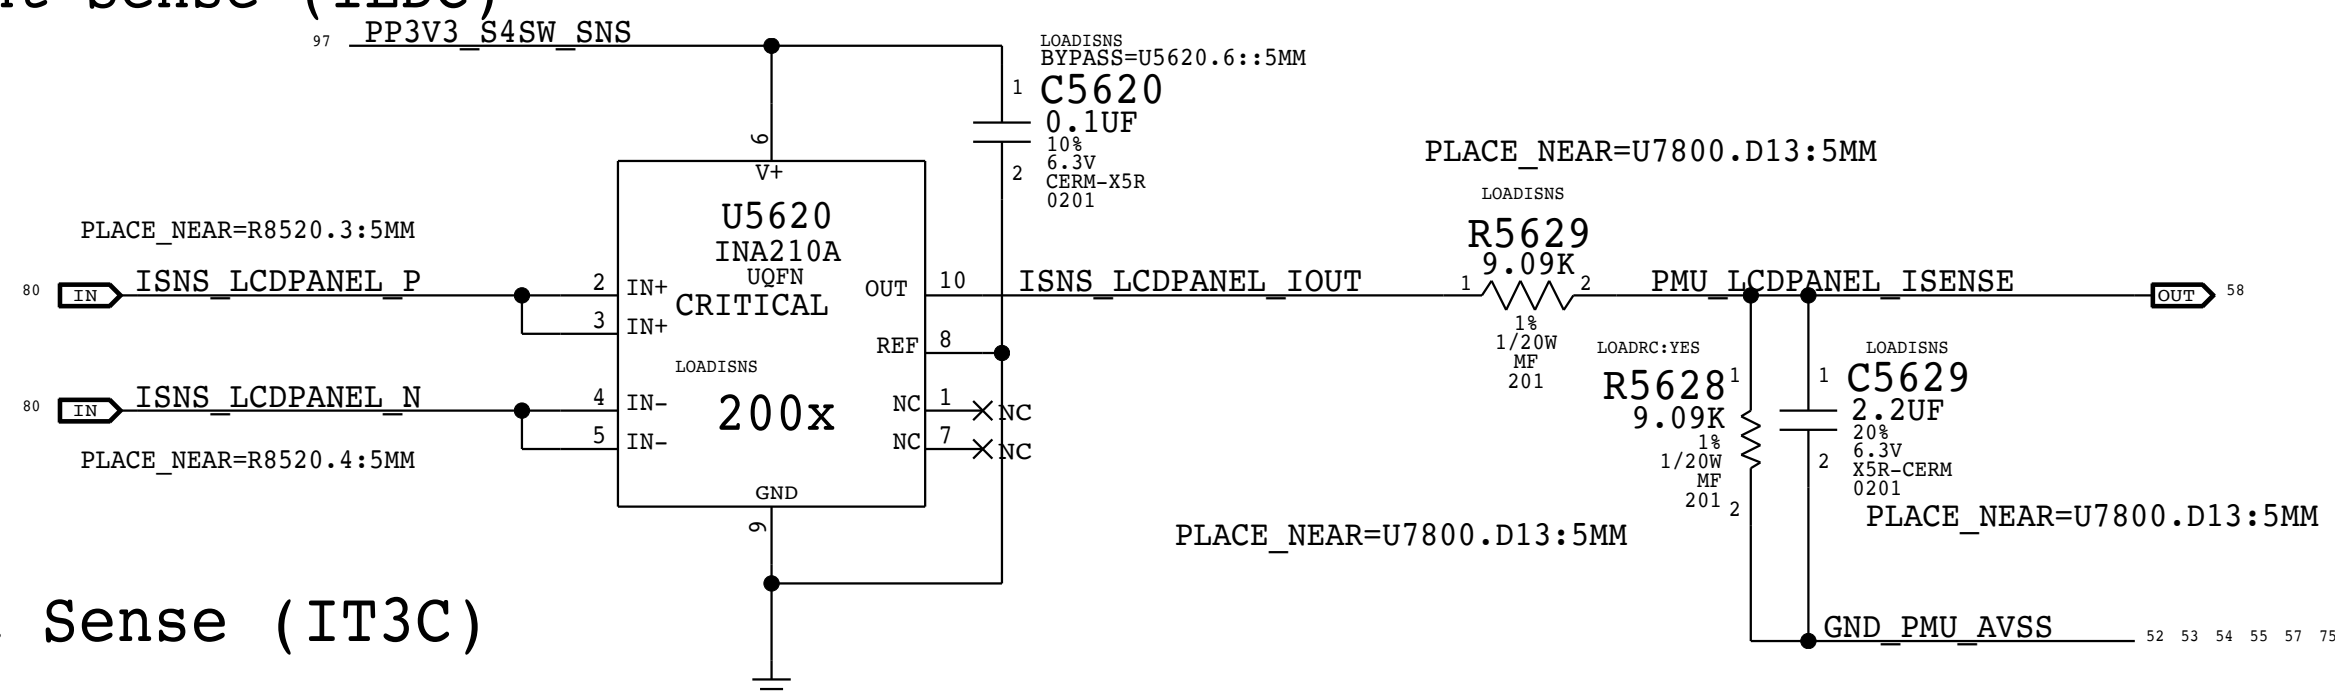 Sense (ILDC)
97 PP3V3_S4SW_SNS
LOADISNS
BYPASS=U5620.6::5MM
1 C5620
0.1UF
10%
6.3V
2 CERM-X5R
0201
6
V+
U5620
INA210A
UQFN
CRITICAL
LOADISNS
200x
PLACE_NEAR=R8520.3:5MM
80 IN ISNS_LCDPANEL_P 2 IN+
3 IN+
80 IN ISNS_LCDPANEL_N 4 IN-
5 IN-
PLACE_NEAR=R8520.4:5MM
OUT 10 ISNS_LCDPANEL_IOUT
REF 8
NC 1 NC
NC 7 NC
GND
9
PLACE_NEAR=U7800.D13:5MM
LOADISNS
R5629
9.09K
1 2
1%
1/20W
MF
201
PMU_LCDPANEL_ISENSE OUT 58
LOADRC:YES
R5628 1
9.09K
1%
1/20W
MF
201 2
PLACE_NEAR=U7800.D13:5MM
LOADISNS
1 C5629
2.2UF
20%
2 6.3V
X5R-CERM
0201
PLACE_NEAR=U7800.D13:5MM
GND_PMU_AVSS 52 53 54 55 57 75
Sense (IT3C)